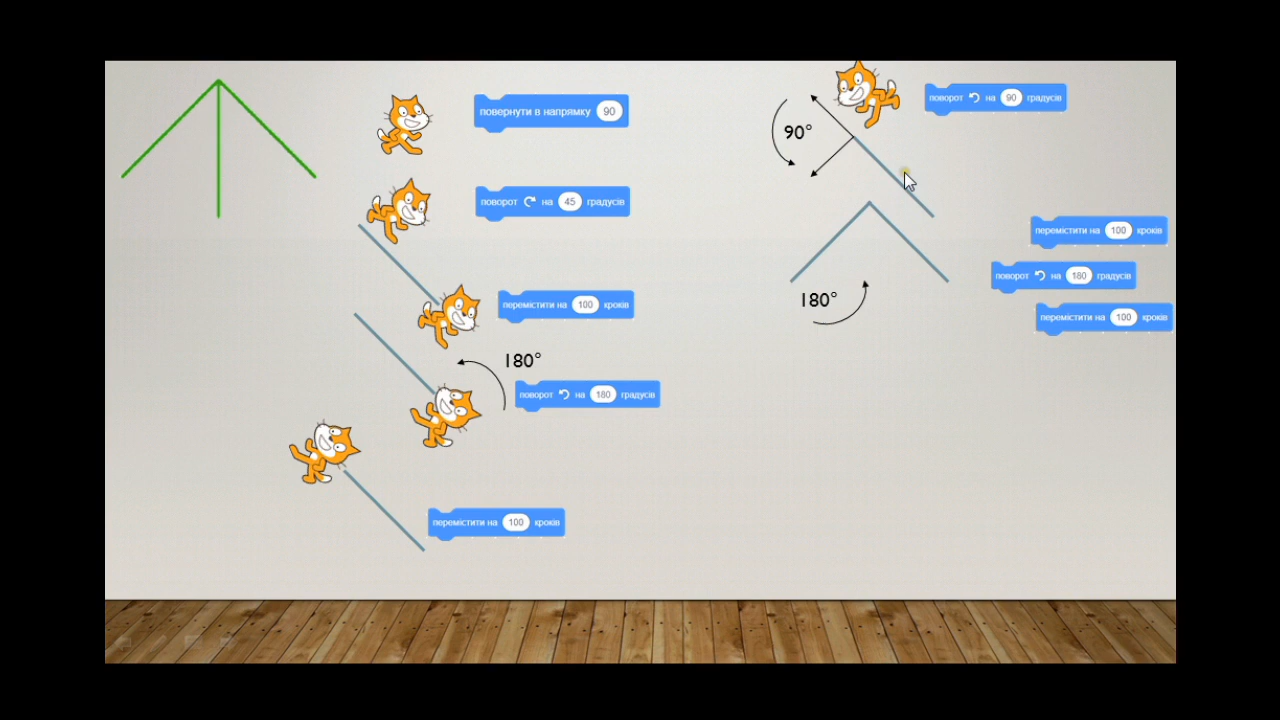 повернути в напрямку 90
поворот на 45 градусів
перемістити на 100 кроків
180°
поворот на 180 градусів
перемістити на 100 кроків
поворот на 90 градусів
90°
перемістити на 100 кроків
поворот на 180 градусів
180°
перемістити на 100 кроків